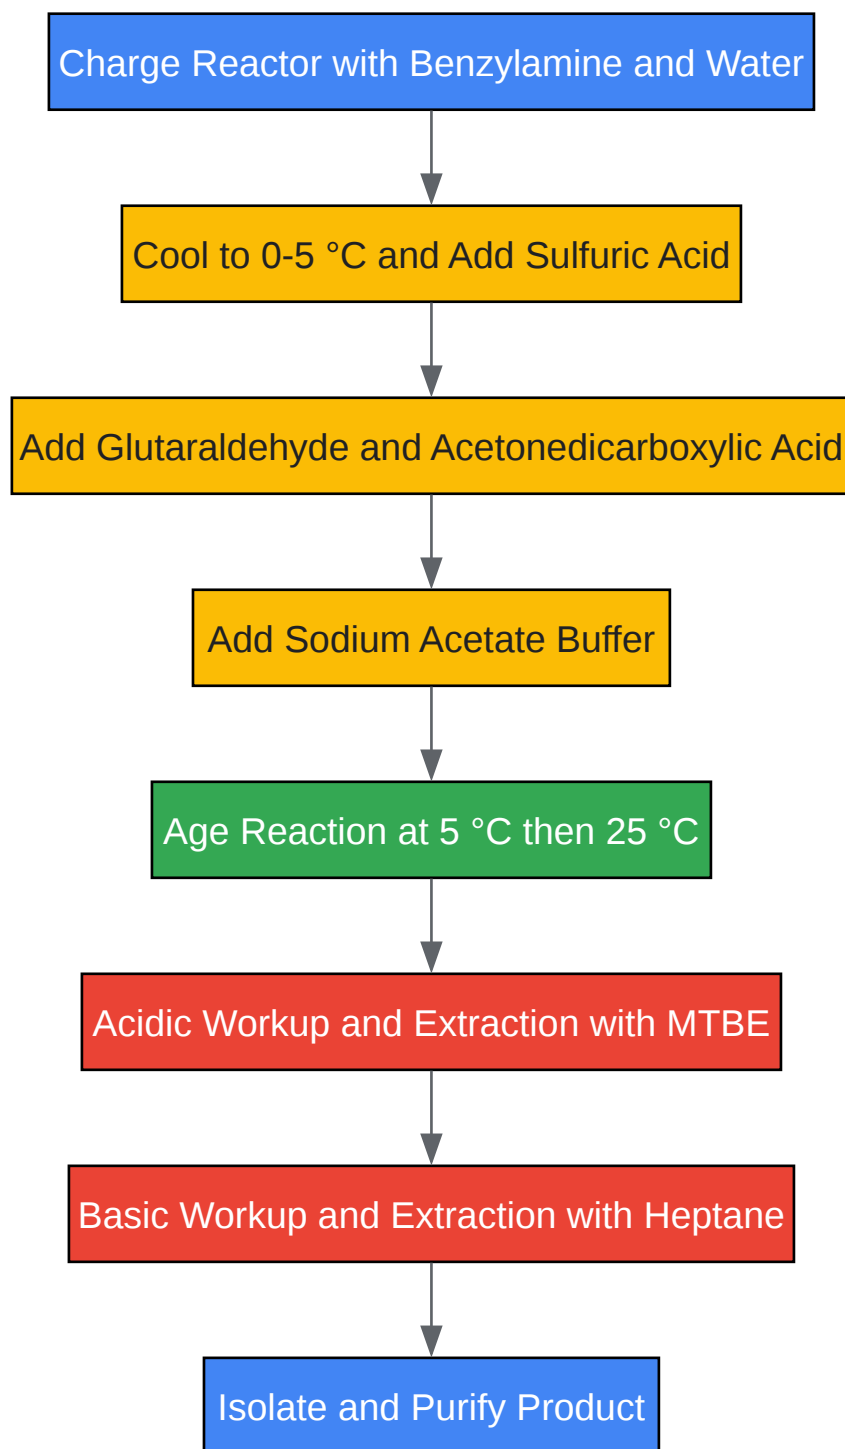 Charge Reactor with Benzylamine and Water
Cool to 0-5 °C and Add Sulfuric Acid
Add Glutaraldehyde and Acetonedicarboxylic Acid
Add Sodium Acetate Buffer
Age Reaction at 5 °C then 25 °C
Acidic Workup and Extraction with MTBE
Basic Workup and Extraction with Heptane
Isolate and Purify Product